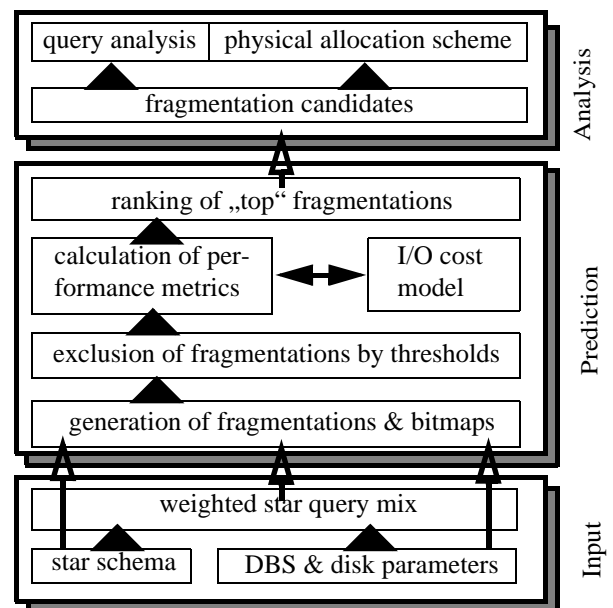 query analysis
physical allocation scheme
fragmentation candidates
Analysis
ranking of „top“ fragmentations
calculation of per-
formance metrics
I/O cost
model
exclusion of fragmentations by thresholds
generation of fragmentations & bitmaps
Prediction
weighted star query mix
star schema
DBS & disk parameters
Input